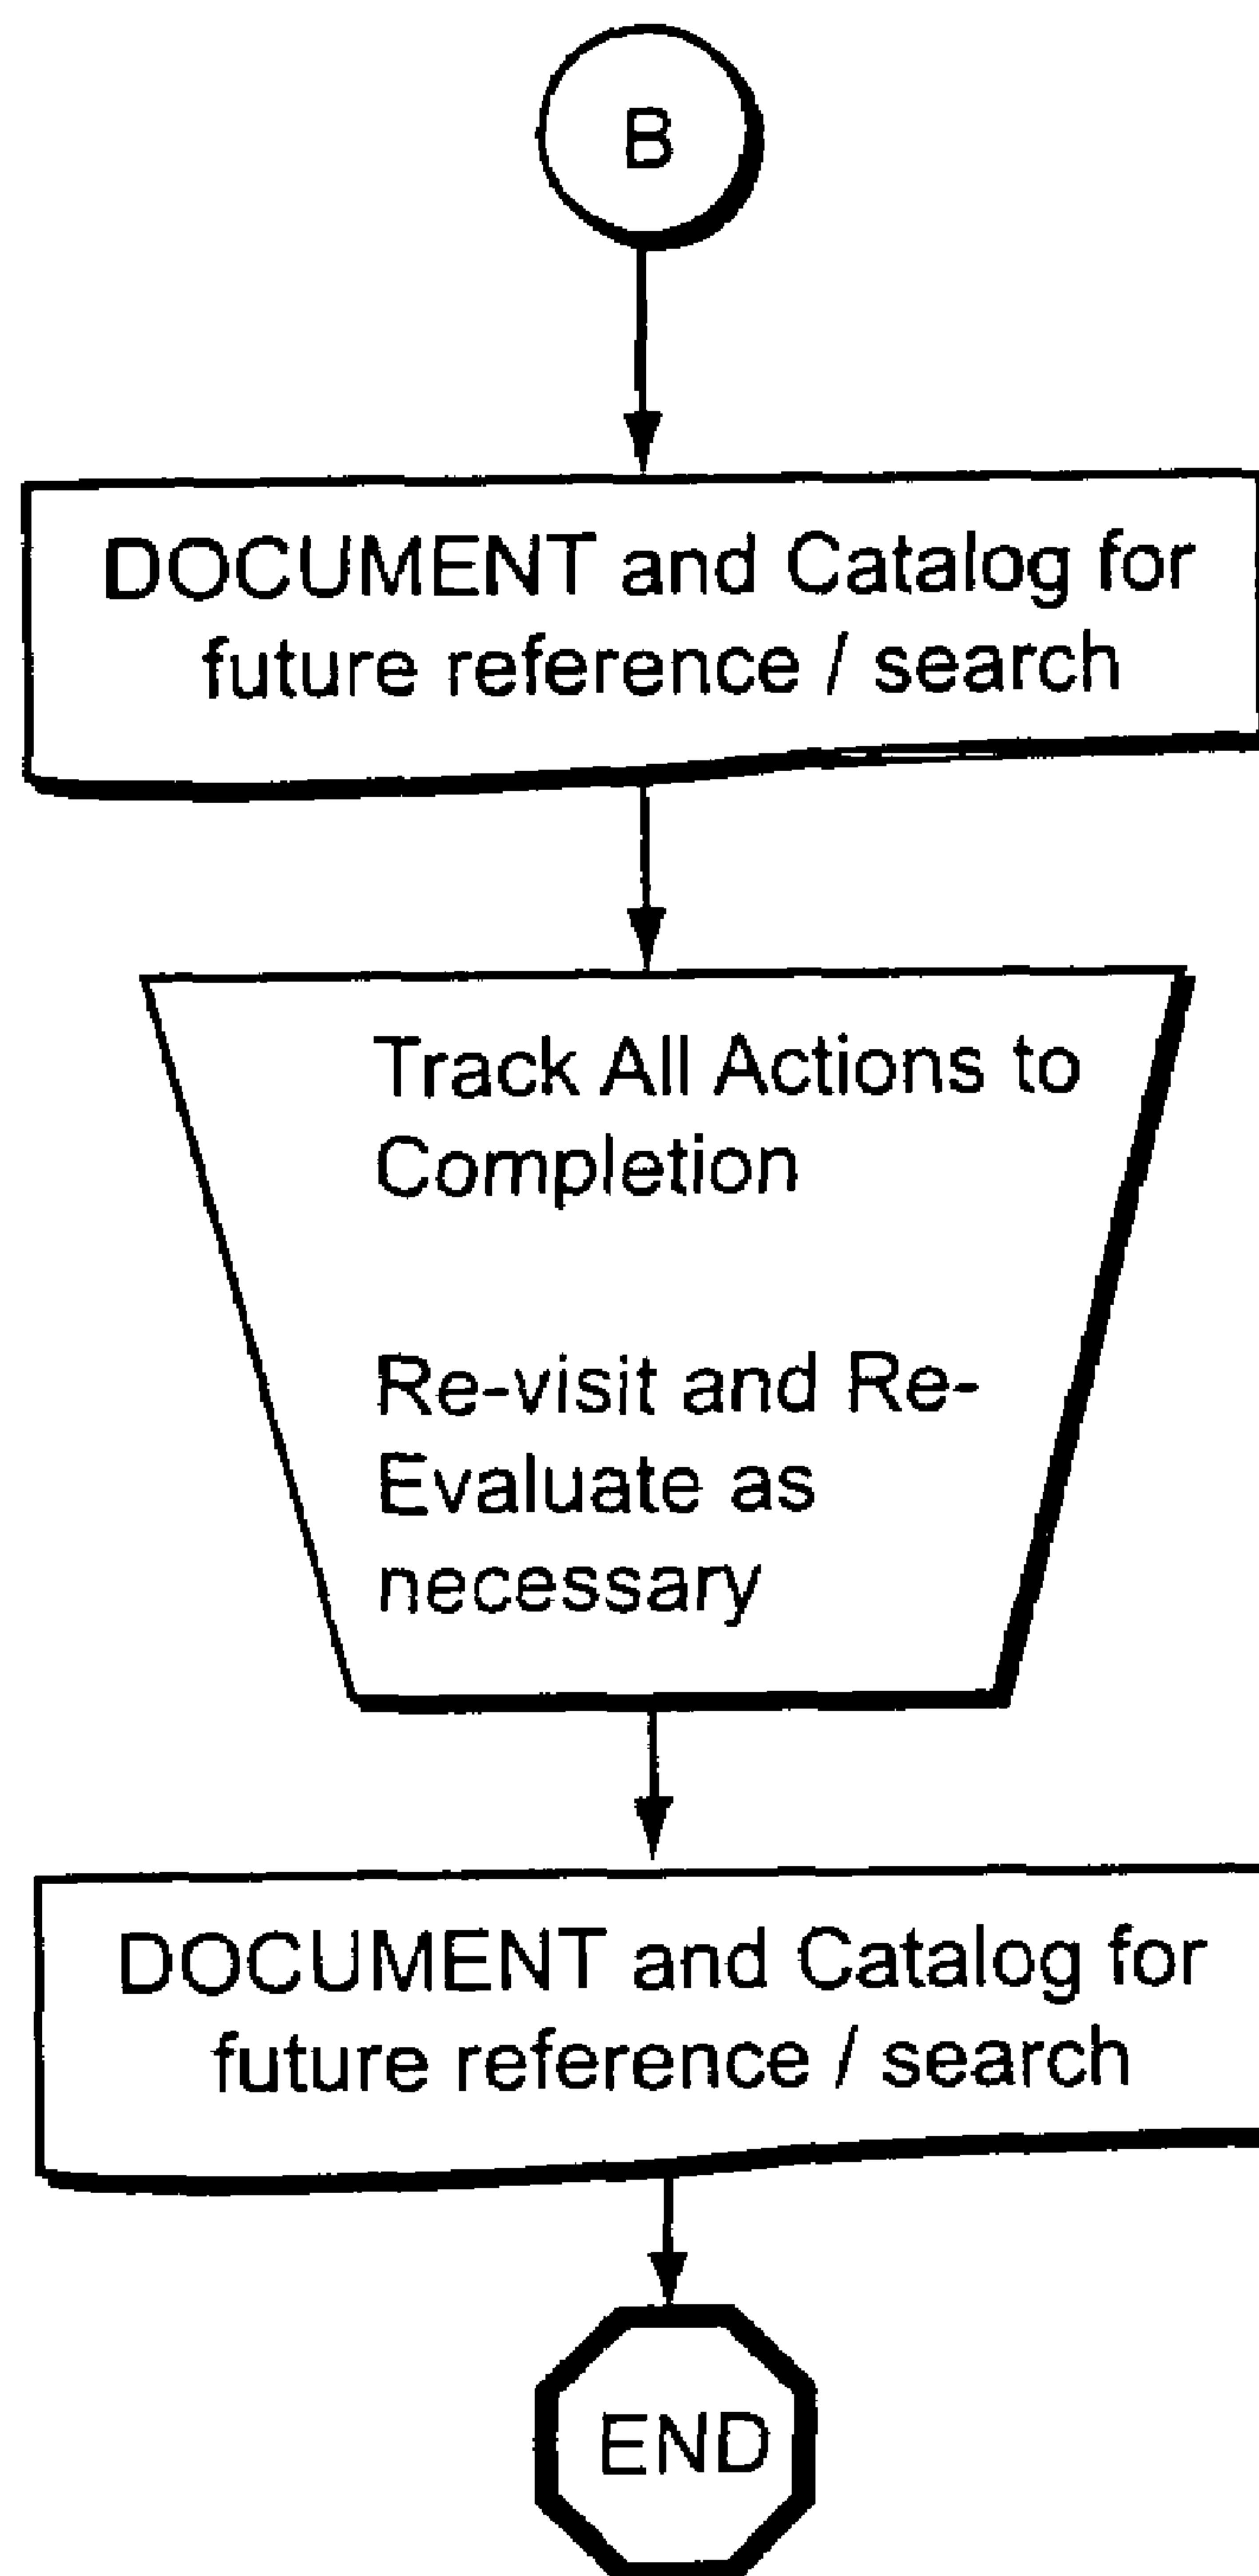 B
DOCUMENT and Catalog for
future reference / search
Track All Actions to
Completion
Re-visit and Re-
Evaluate as
necessary
DOCUMENT and Catalog for
future reference / search
END